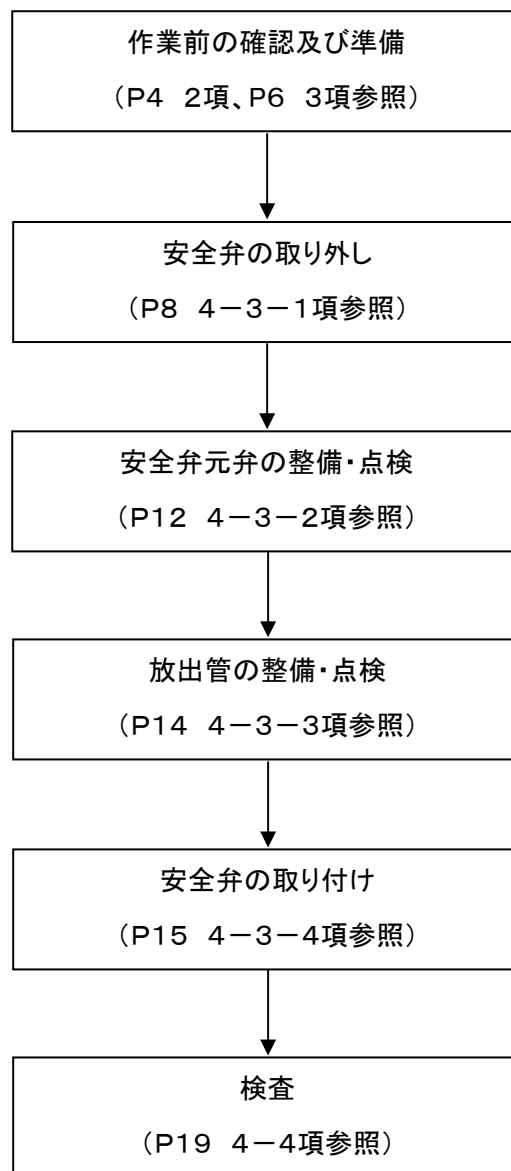 作業前の確認及び準備
（P4　2項、P6　3項参照）
安全弁の取り外し
（P8　4－3－1項参照）
安全弁元弁の整備・点検
（P12　4－3－2項参照）
放出管の整備・点検
（P14　4－3－3項参照）
安全弁の取り付け
（P15　4－3－4項参照）
検査
（P19　4－4項参照）